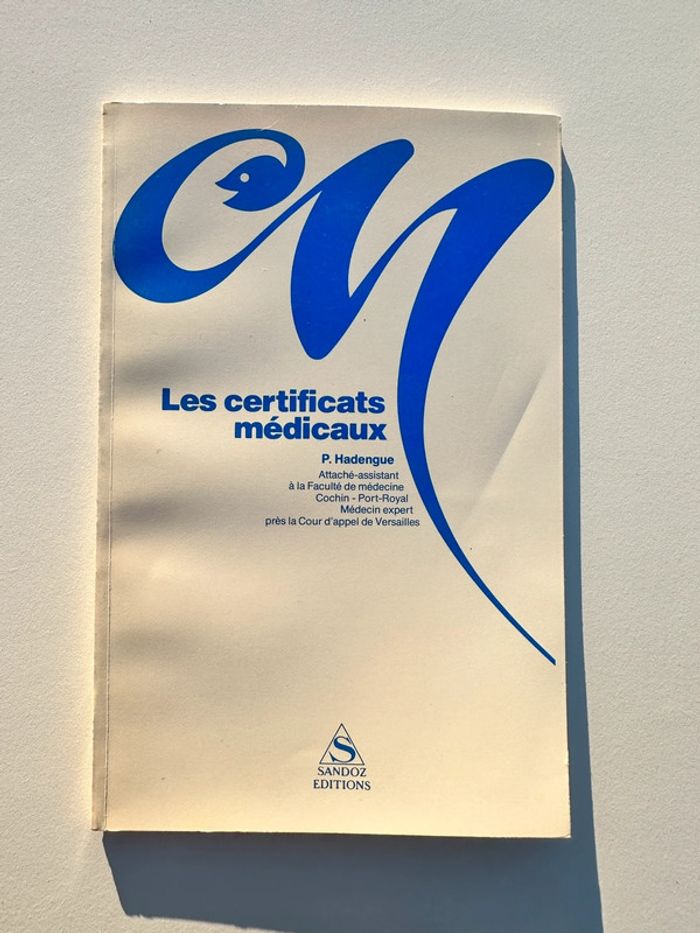 CM
Les certificats
médicaux
P. Hadengue
Attaché-assistant
à la Faculté de médecine
Cochin - Port-Royal
Médecin expert
près la Cour d'appel de Versailles
S
SANDOZ
EDITIONS